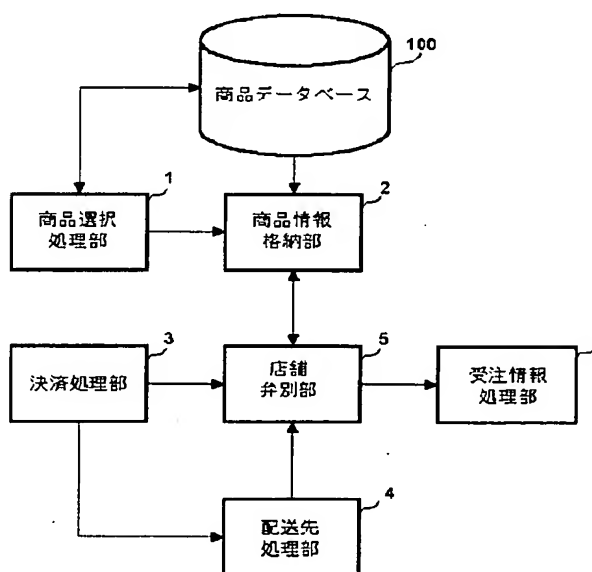 100
商品データベース
1
商品選択
処理部
2
商品情報
格納部
3
決済処理部
5
店舗
弁別部
受注情報
処理部
4
配送先
処理部